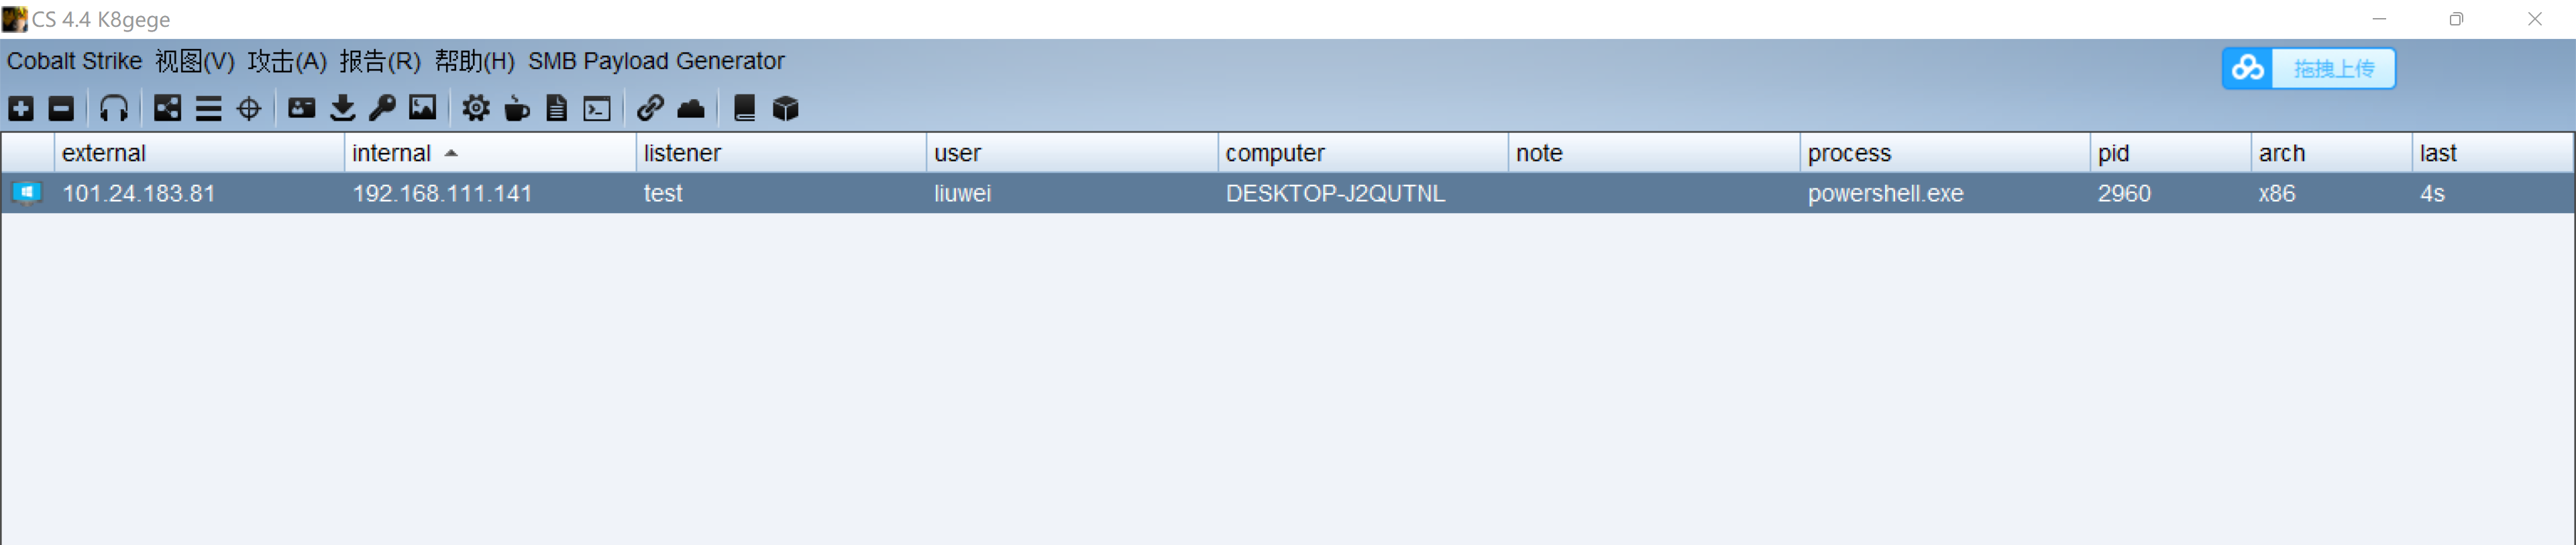 CS 4.4 K8gege
Cobalt Strike 视图(V) 攻击(A) 报告(R) 帮助(H) SMB Payload Generator
拖拽上传
external internal listener user computer note process pid arch last
101.24.183.81 192.168.111.141 test liuwei DESKTOP-J2QUTNL powershell.exe 2960 x86 4s